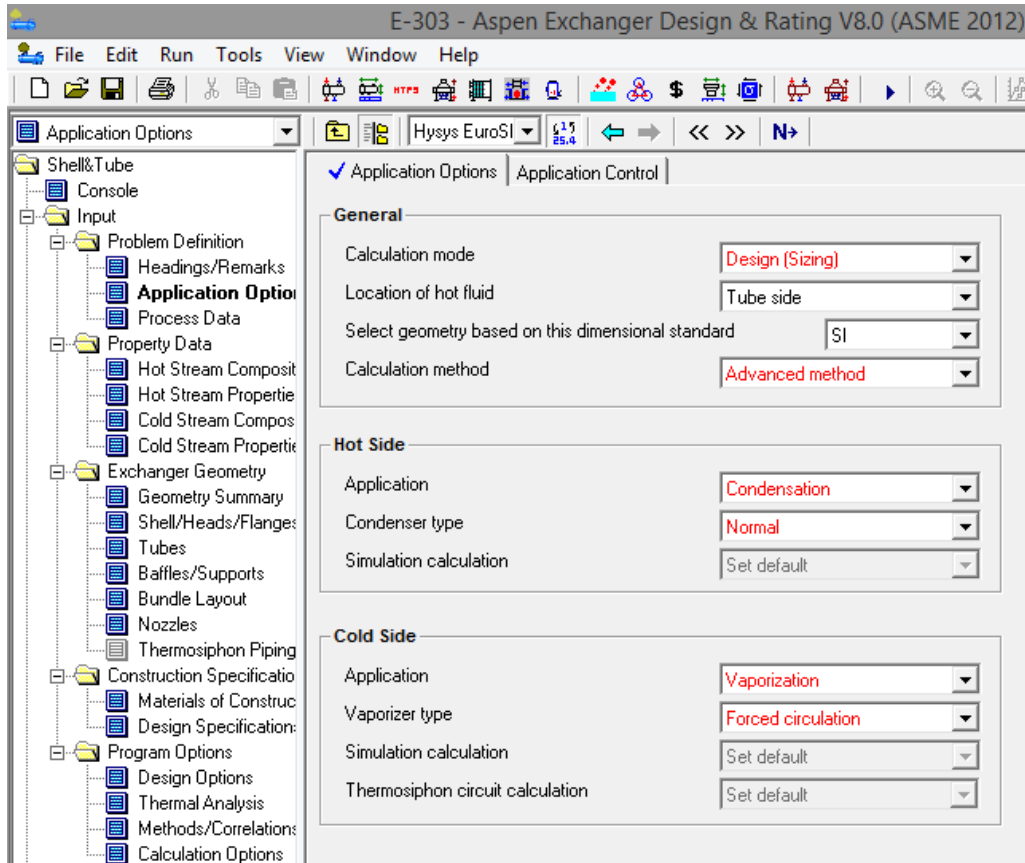 E-303 - Aspen Exchanger Design & Rating V8.0 (ASME 2012)
File Edit Run Tools View Window Help
HTFS $
Application Options Hysys EuroSI 615 25.4 N
Shell&Tube
Console
Input
Problem Definition
Headings/Remarks
Application Option
Process Data
Property Data
Hot Stream Composit
Hot Stream Propertie
Cold Stream Compos
Cold Stream Propertie
Exchanger Geometry
Geometry Summary
Shell/Heads/Flanges
Tubes
Baffles/Supports
Bundle Layout
Nozzles
Thermosiphon Piping
Construction Specificatio
Materials of Construc
Design Specification:
Program Options
Design Options
Thermal Analysis
Methods/Correlations
Calculation Options
Application Options Application Control
General
Calculation mode Design (Sizing)
Location of hot fluid Tube side
Select geometry based on this dimensional standard SI
Calculation method Advanced method
Hot Side
Application Condensation
Condenser type Normal
Simulation calculation Set default
Cold Side
Application Vaporization
Vaporizer type Forced circulation
Simulation calculation Set default
Thermosiphon circuit calculation Set default